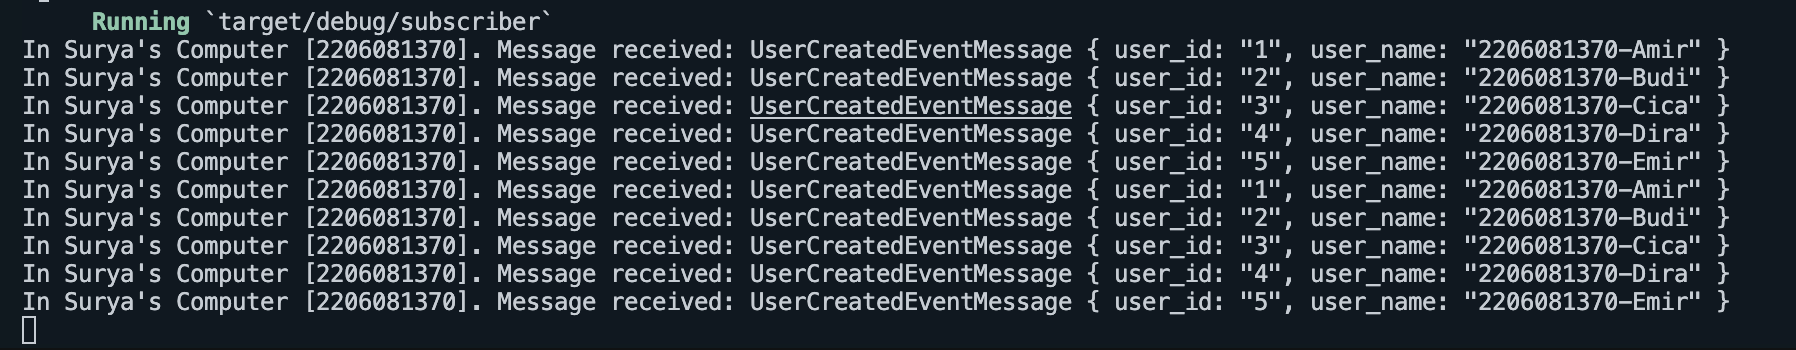 Running `target/debug/subscriber`
In Surya's Computer [2206081370]. Message received: UserCreatedEventMessage { user_id: "1", user_name: "2206081370-Amir" }
In Surya's Computer [2206081370]. Message received: UserCreatedEventMessage { user_id: "2", user_name: "2206081370-Budi" }
In Surya's Computer [2206081370]. Message received: UserCreatedEventMessage { user_id: "3", user_name: "2206081370-Cica" }
In Surya's Computer [2206081370]. Message received: UserCreatedEventMessage { user_id: "4", user_name: "2206081370-Dira" }
In Surya's Computer [2206081370]. Message received: UserCreatedEventMessage { user_id: "5", user_name: "2206081370-Emir" }
In Surya's Computer [2206081370]. Message received: UserCreatedEventMessage { user_id: "1", user_name: "2206081370-Amir" }
In Surya's Computer [2206081370]. Message received: UserCreatedEventMessage { user_id: "2", user_name: "2206081370-Budi" }
In Surya's Computer [2206081370]. Message received: UserCreatedEventMessage { user_id: "3", user_name: "2206081370-Cica" }
In Surya's Computer [2206081370]. Message received: UserCreatedEventMessage { user_id: "4", user_name: "2206081370-Dira" }
In Surya's Computer [2206081370]. Message received: UserCreatedEventMessage { user_id: "5", user_name: "2206081370-Emir" }